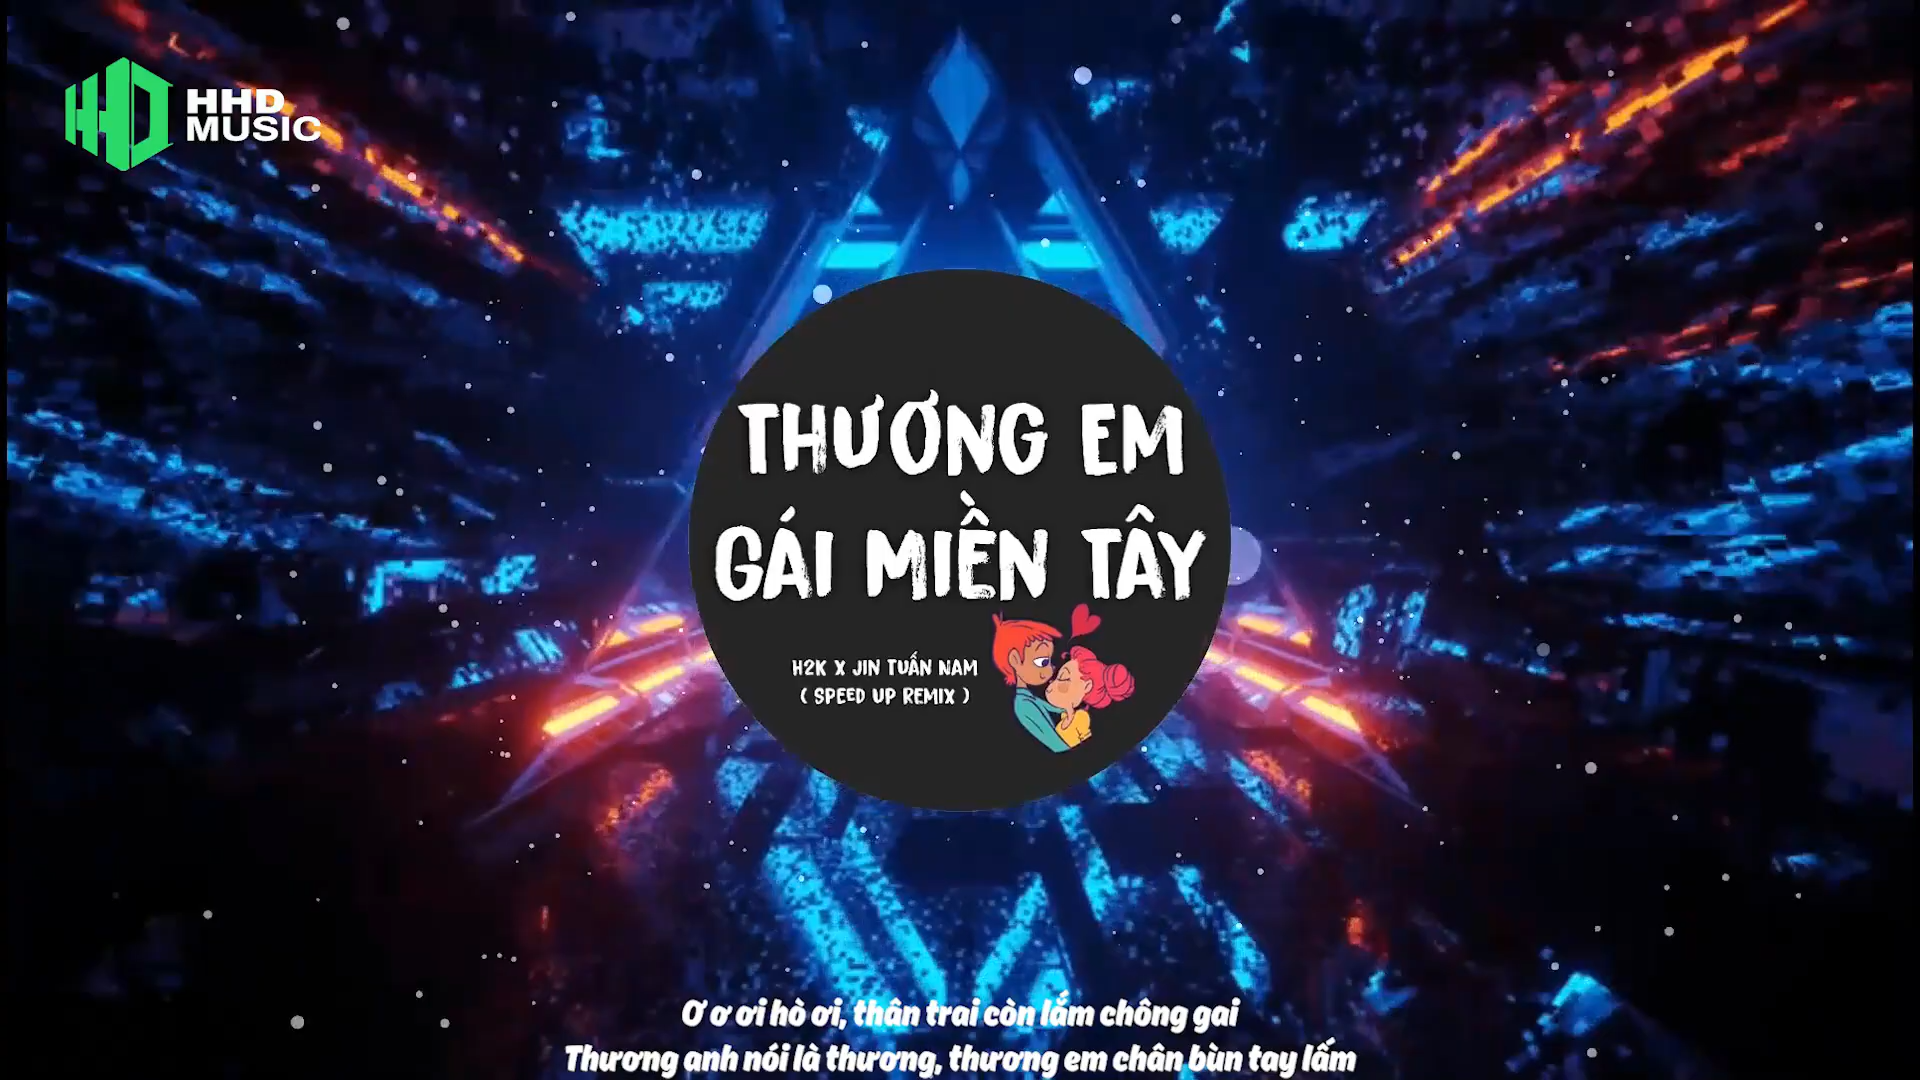 HHD
MUSIC
THƯƠNG EM
GÁI MIỀN TÂY
H2K X JIN TUẤN NAM
( SPEED UP REMIX )
Ơ ơ ơi hò ơi, thân trai còn lắm chông gai
Thương anh nói là thương, thương em chân bùn tay lấm